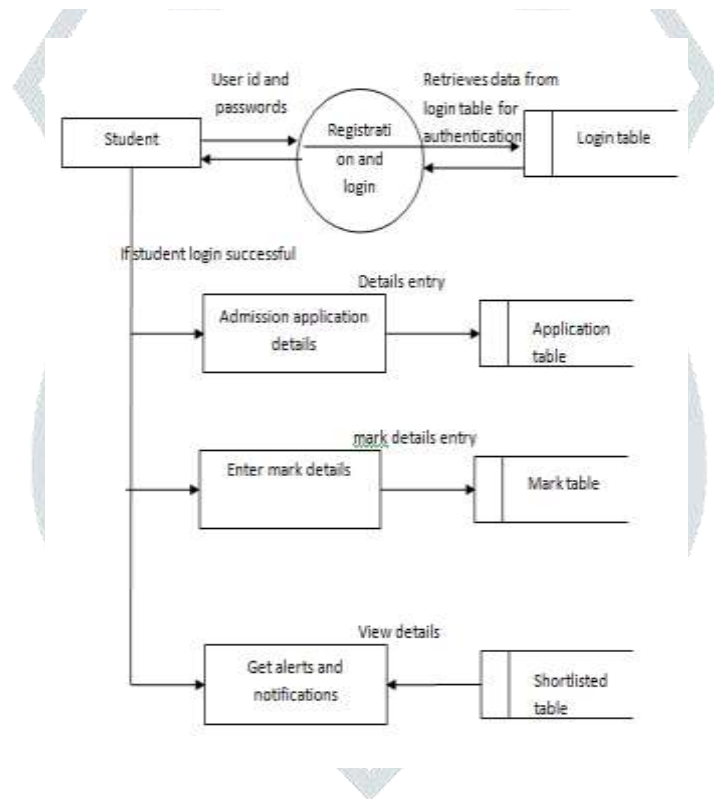 User id and
passwords
Retrieves data from
login table for
authentication
Student
Registrati
on and
login
Login table
If student login successful
Details entry
Admission application
details
Application
table
mark details entry
Enter mark details
Mark table
View details
Get alerts and
notifications
Shortlisted
table